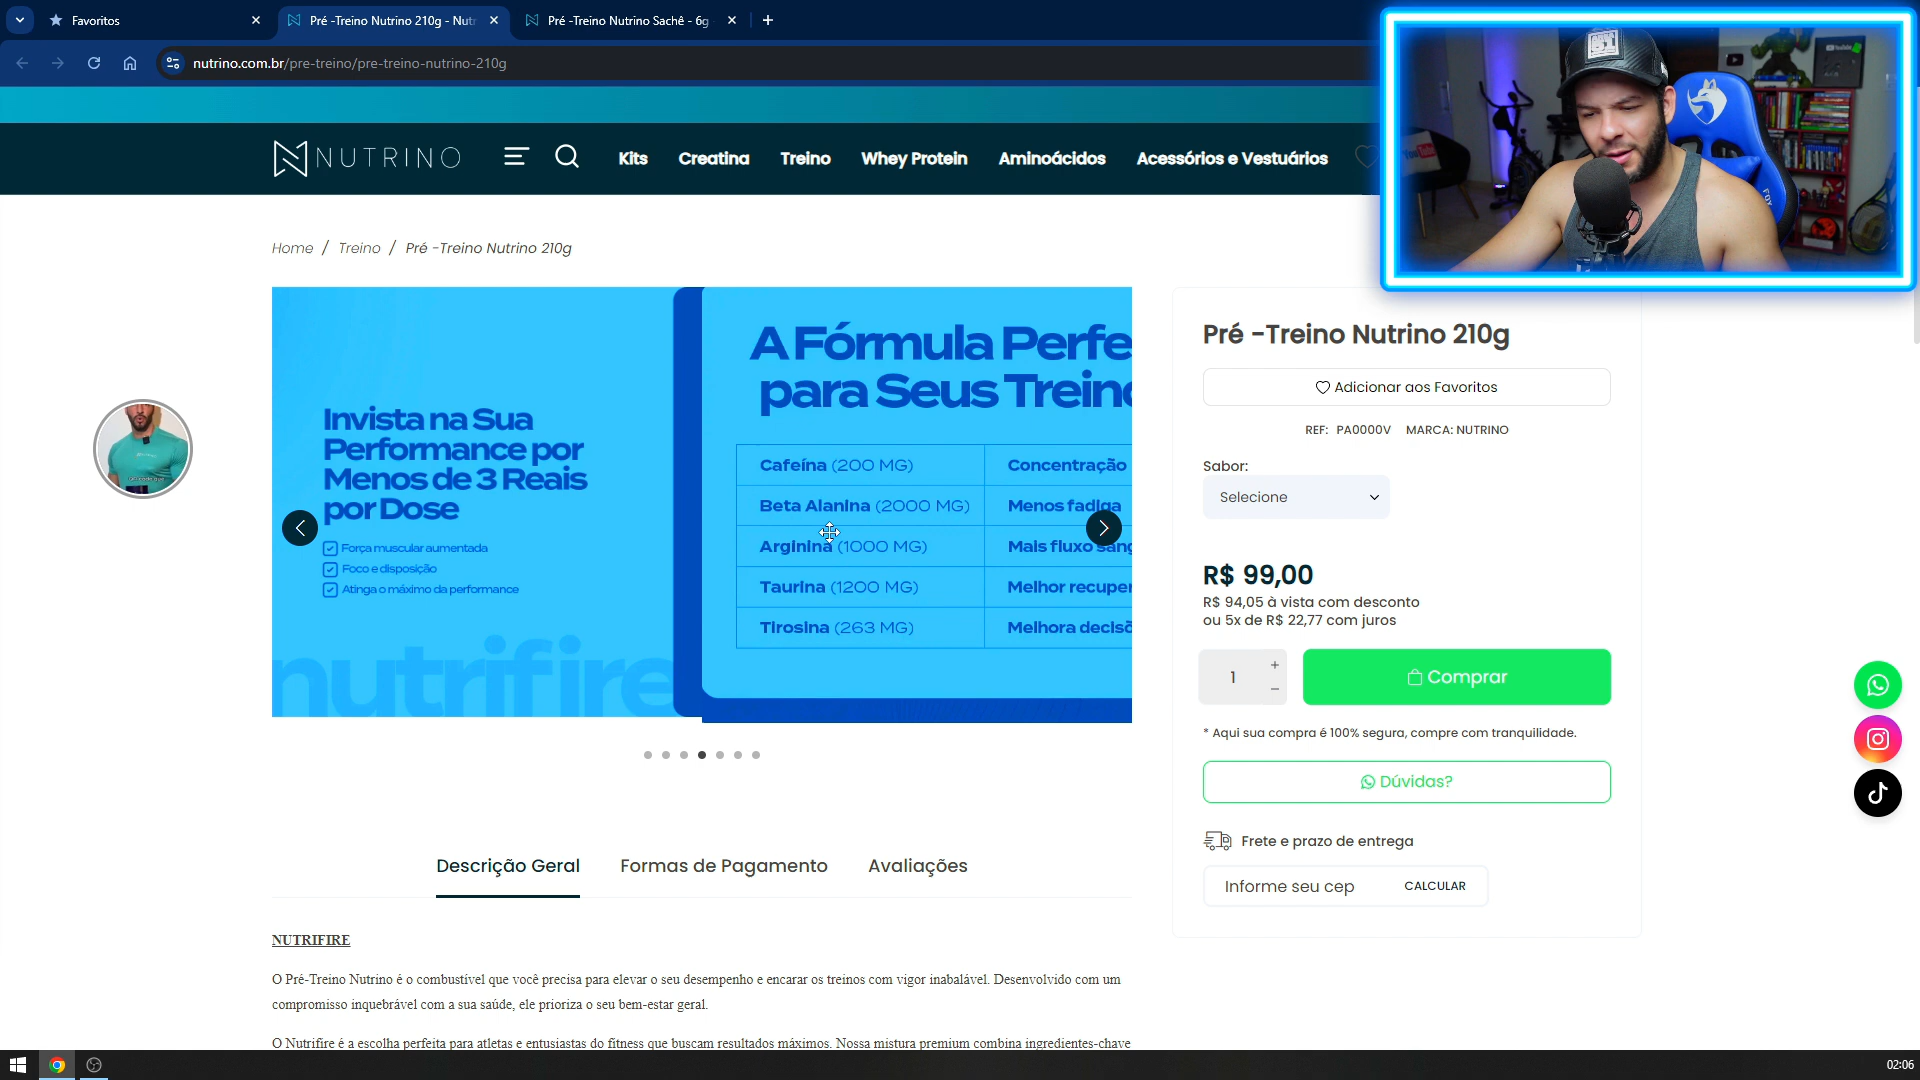 Favoritos
Pré -Treino Nutrino 210g - Nutr
Pré -Treino Nutrino Sachê - 6g
nutrino.com.br/pre-treino/pre-treino-nutrino-210g
NUTRINO
Kits
Creatina
Treino
Whey Protein
Aminoácidos
Acessórios e Vestuários
Home / Treino / Pré -Treino Nutrino 210g
Invista na Sua
Performance por
Menos de 3 Reais
por Dose
Força muscular aumentada
Foco e disposição
Atinga o máximo da performance
nutrifire
A Fórmula Perfe
para Seus Treino
Cafeína (200 MG) Concentração
Beta Alanina (2000 MG) Menos fadiga
Arginina (1000 MG) Mais fluxo sang
Taurina (1200 MG) Melhor recuper
Tirosina (263 MG) Melhora decisõ
Pré -Treino Nutrino 210g
Adicionar aos Favoritos
REF: PA0000V MARCA: NUTRINO
Sabor:
Selecione
R$ 99,00
R$ 94,05 à vista com desconto
ou 5x de R$ 22,77 com juros
1 + −
Comprar
* Aqui sua compra é 100% segura, compre com tranquilidade.
Dúvidas?
Frete e prazo de entrega
Informe seu cep CALCULAR
Descrição Geral
Formas de Pagamento
Avaliações
NUTRIFIRE
O Pré-Treino Nutrino é o combustível que você precisa para elevar o seu desempenho e encarar os treinos com vigor inabalável. Desenvolvido com um
compromisso inquebrável com a sua saúde, ele prioriza o seu bem-estar geral.
O Nutrifire é a escolha perfeita para atletas e entusiastas do fitness que buscam resultados máximos. Nossa mistura premium combina ingredientes-chave
02:06